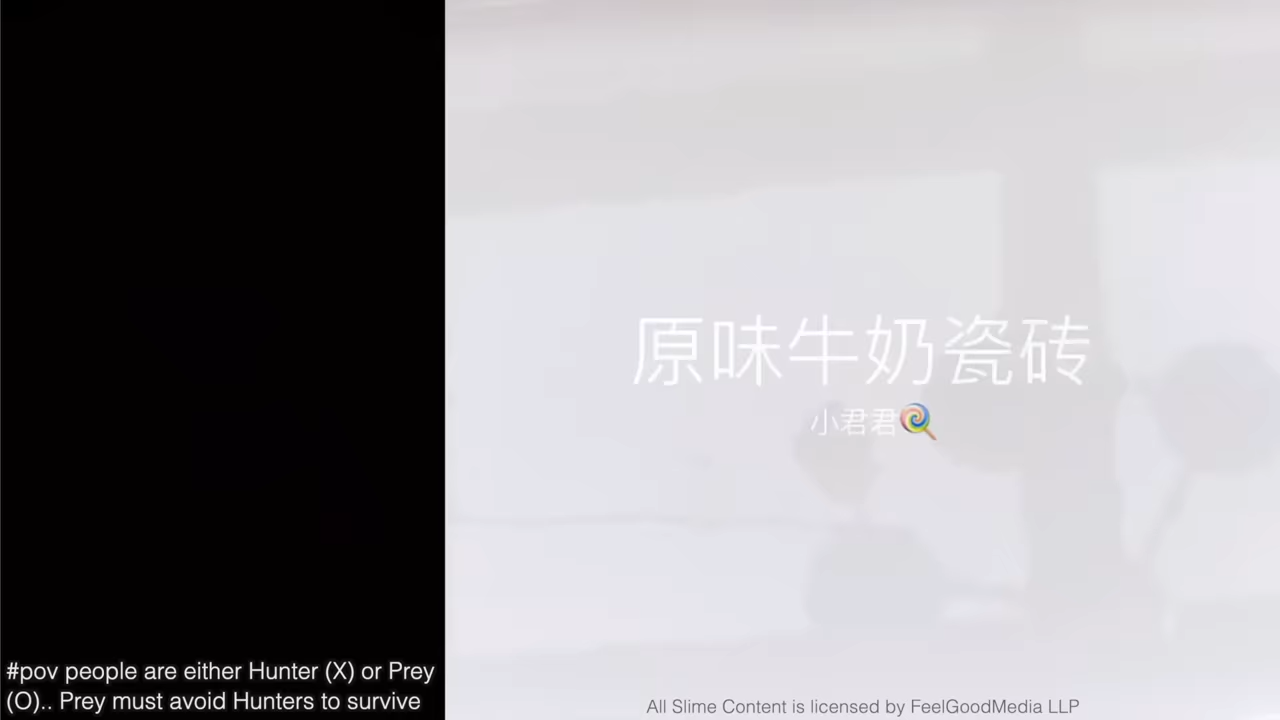 原味牛奶瓷砖
小君君🍭
#pov people are either Hunter (X) or Prey
(O).. Prey must avoid Hunters to survive
All Slime Content is licensed by FeelGoodMedia LLP